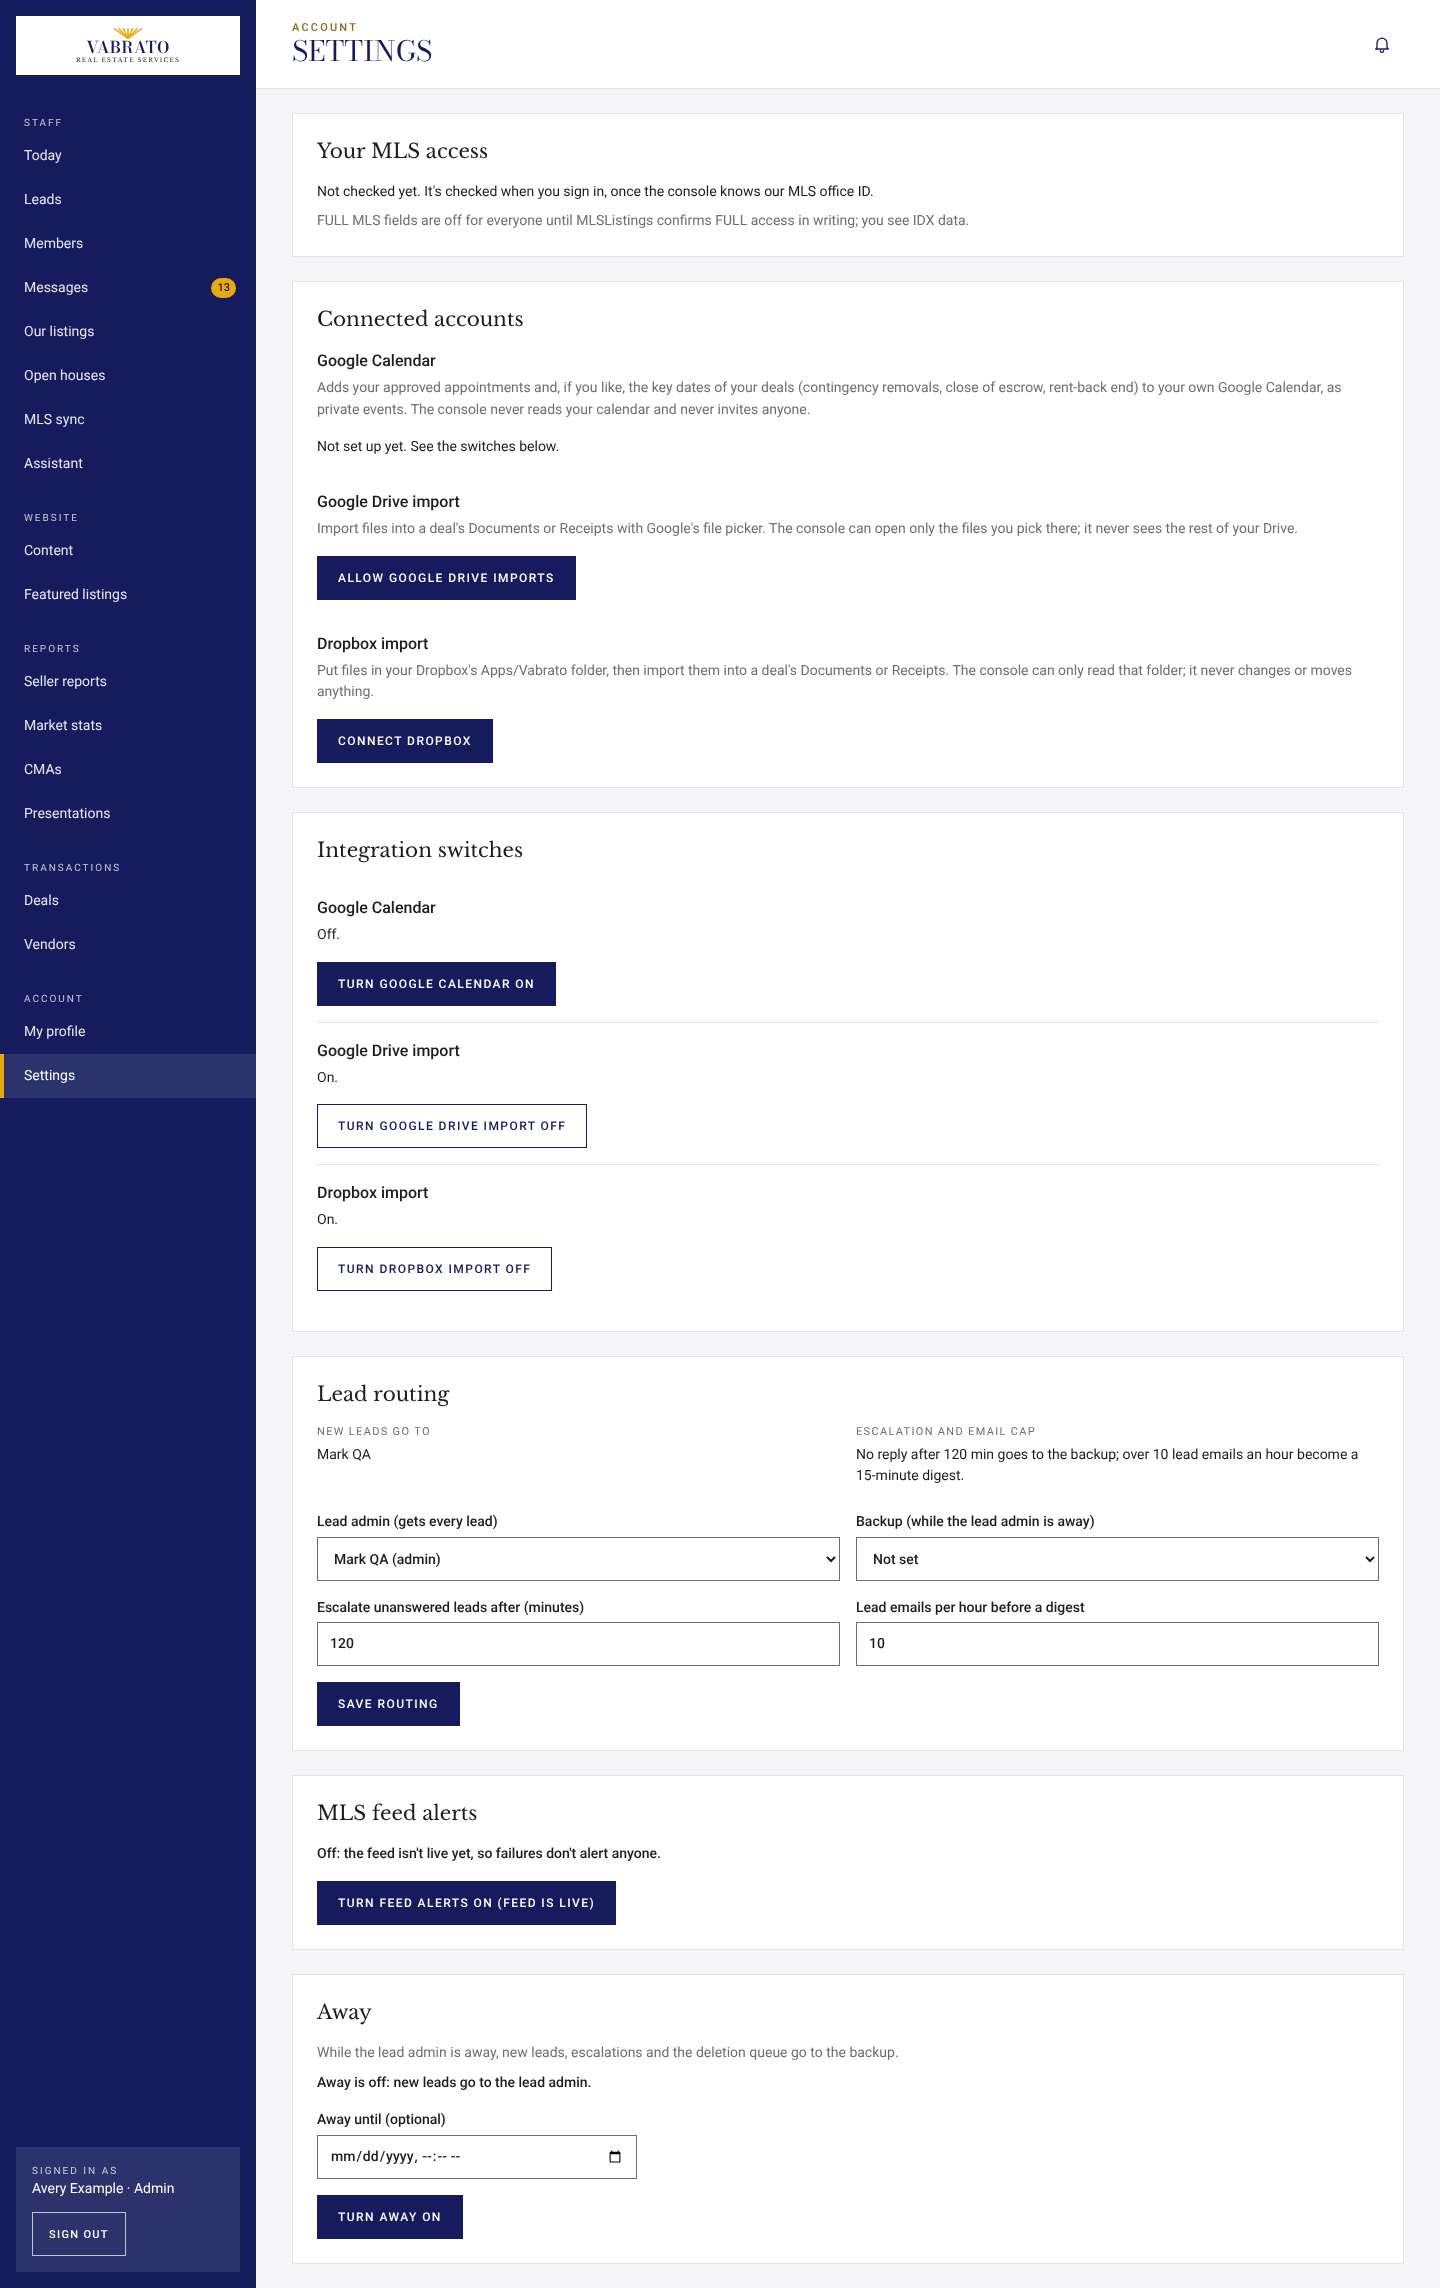 VABRATO
REAL ESTATE SERVICES
STAFF
Today
Leads
Members
Messages
13
Our listings
Open houses
MLS sync
Assistant
WEBSITE
Content
Featured listings
REPORTS
Seller reports
Market stats
CMAs
Presentations
TRANSACTIONS
Deals
Vendors
ACCOUNT
My profile
Settings
SIGNED IN AS
Avery Example · Admin
SIGN OUT
ACCOUNT
SETTINGS
Your MLS access
Not checked yet. It's checked when you sign in, once the console knows our MLS office ID.
FULL MLS fields are off for everyone until MLSListings confirms FULL access in writing; you see IDX data.
Connected accounts
Google Calendar
Adds your approved appointments and, if you like, the key dates of your deals (contingency removals, close of escrow, rent-back end) to your own Google Calendar, as
private events. The console never reads your calendar and never invites anyone.
Not set up yet. See the switches below.
Google Drive import
Import files into a deal's Documents or Receipts with Google's file picker. The console can open only the files you pick there; it never sees the rest of your Drive.
ALLOW GOOGLE DRIVE IMPORTS
Dropbox import
Put files in your Dropbox's Apps/Vabrato folder, then import them into a deal's Documents or Receipts. The console can only read that folder; it never changes or moves
anything.
CONNECT DROPBOX
Integration switches
Google Calendar
Off.
TURN GOOGLE CALENDAR ON
Google Drive import
On.
TURN GOOGLE DRIVE IMPORT OFF
Dropbox import
On.
TURN DROPBOX IMPORT OFF
Lead routing
NEW LEADS GO TO
Mark QA
ESCALATION AND EMAIL CAP
No reply after 120 min goes to the backup; over 10 lead emails an hour become a
15-minute digest.
Lead admin (gets every lead)
Mark QA (admin)
Backup (while the lead admin is away)
Not set
Escalate unanswered leads after (minutes)
120
Lead emails per hour before a digest
10
SAVE ROUTING
MLS feed alerts
Off: the feed isn't live yet, so failures don't alert anyone.
TURN FEED ALERTS ON (FEED IS LIVE)
Away
While the lead admin is away, new leads, escalations and the deletion queue go to the backup.
Away is off: new leads go to the lead admin.
Away until (optional)
mm/dd/yyyy, --:-- --
TURN AWAY ON